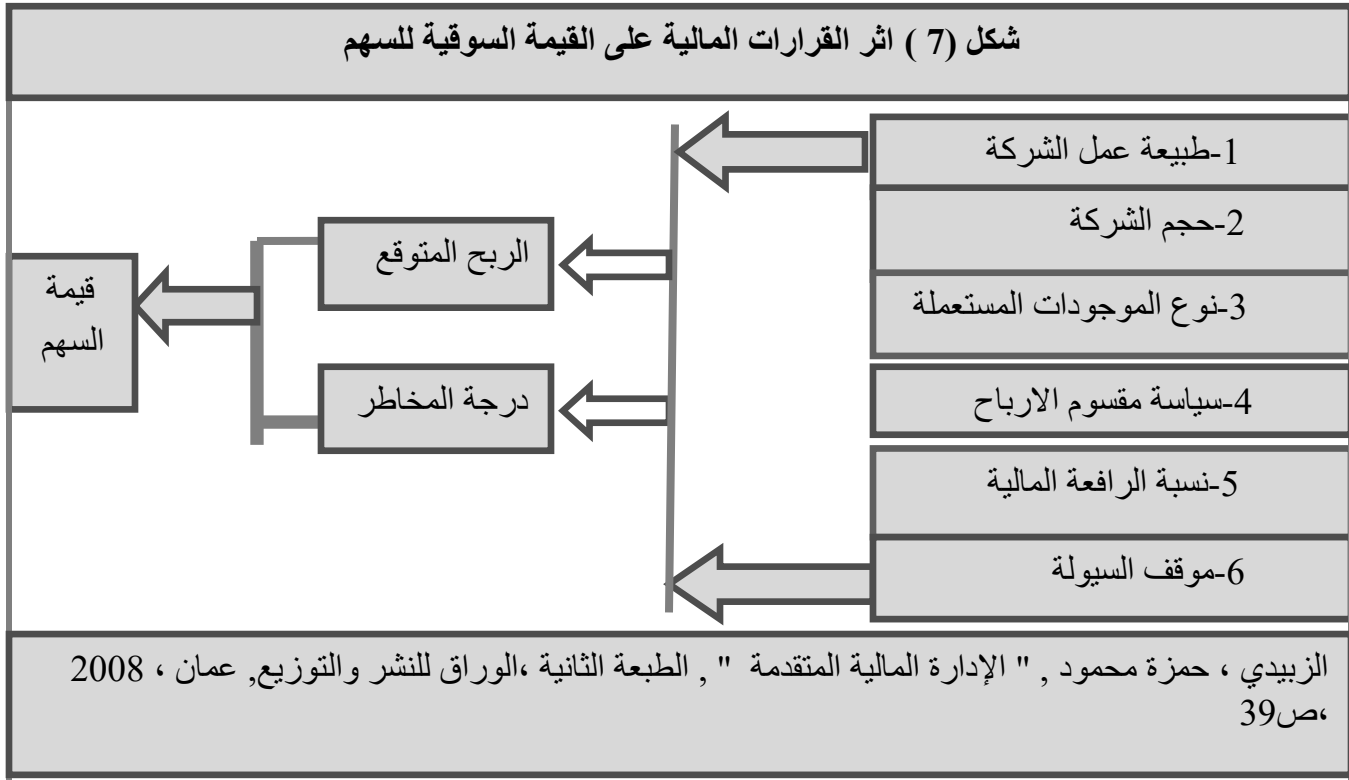 شكل (7 ) اثر القرارات المالية على القيمة السوقية للسهم
1-طبيعة عمل الشركة
2-حجم الشركة
3-نوع الموجودات المستعملة
4-سياسة مقسوم الارباح
5-نسبة الرافعة المالية
6-موقف السيولة
الربح المتوقع
درجة المخاطر
قيمة
السهم
الزبيدي ، حمزة محمود , " الإدارة المالية المتقدمة " , الطبعة الثانية ،الوراق للنشر والتوزيع, عمان ، 2008
،ص39